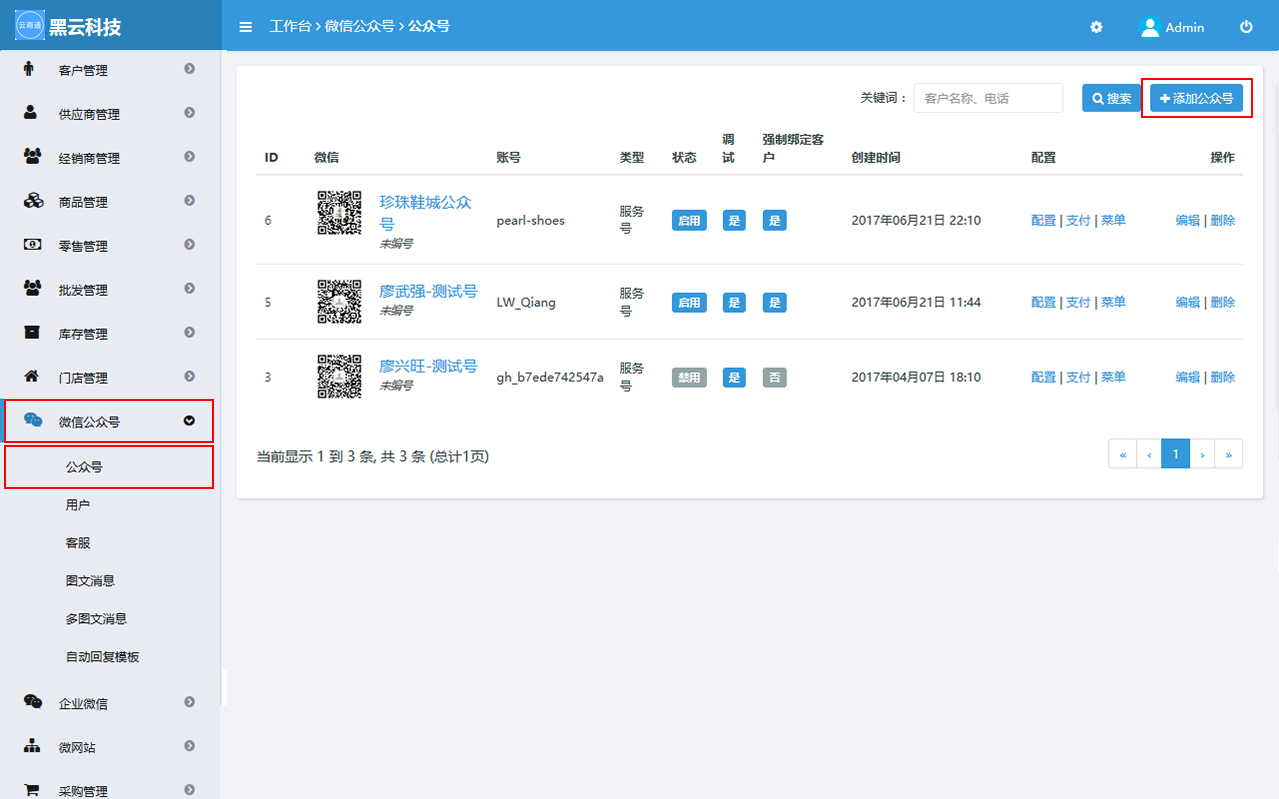 云商通 黑云科技
工作台 › 微信公众号 › 公众号
Admin
客户管理
供应商管理
经销商管理
商品管理
零售管理
批发管理
库存管理
门店管理
微信公众号
公众号
用户
客服
图文消息
多图文消息
自动回复模板
企业微信
微网站
采购管理
关键词： 客户名称、电话 搜索 添加公众号
ID 微信 账号 类型 状态 调试 强制绑定客户 创建时间 配置 操作
6 珍珠鞋城公众号 未编号 pearl-shoes 服务号 启用 是 是 2017年06月21日 22:10 配置 | 支付 | 菜单 编辑 | 删除
5 廖武强-测试号 未编号 LW_Qiang 服务号 启用 是 是 2017年06月21日 11:44 配置 | 支付 | 菜单 编辑 | 删除
3 廖兴旺-测试号 未编号 gh_b7ede742547a 服务号 禁用 是 否 2017年04月07日 18:10 配置 | 支付 | 菜单 编辑 | 删除
当前显示 1 到 3 条, 共 3 条 (总计1页)
« ‹ 1 › »